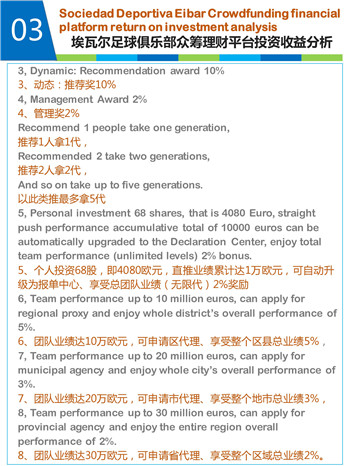 03
Sociedad Deportiva Eibar Crowdfunding financial
platform return on investment analysis
埃瓦尔足球俱乐部众筹理财平台投资收益分析
3, Dynamic: Recommendation award 10%
3、动态：推荐奖10%
4, Management Award 2%
4、管理奖2%
Recommend 1 people take one generation,
推荐1人拿1代，
Recommended 2 take two generations,
推荐2人拿2代，
And so on take up to five generations.
以此类推最多拿5代
5, Personal investment 68 shares, that is 4080 Euro, straight
push performance accumulative total of 10000 euros can be
automatically upgraded to the Declaration Center, enjoy total
team performance (unlimited levels) 2% bonus.
5、个人投资68股，即4080欧元，直推业绩累计达1万欧元，可自动升
级为报单中心、享受总团队业绩（无限代）2%奖励
6, Team performance up to 10 million euros, can apply for
regional proxy and enjoy whole district's overall performance of
5%.
6、团队业绩达10万欧元，可申请区代理、享受整个区县总业绩5%，
7, Team performance up to 20 million euros, can apply for
municipal agency and enjoy whole city's overall performance of
3%.
7、团队业绩达20万欧元，可申请市代理、享受整个地市总业绩3%，
8, Team performance up to 30 million euros, can apply for
provincial agency and enjoy the entire region overall
performance of 2%.
8、团队业绩达30万欧元，可申请省代理、享受整个区域总业绩2%。